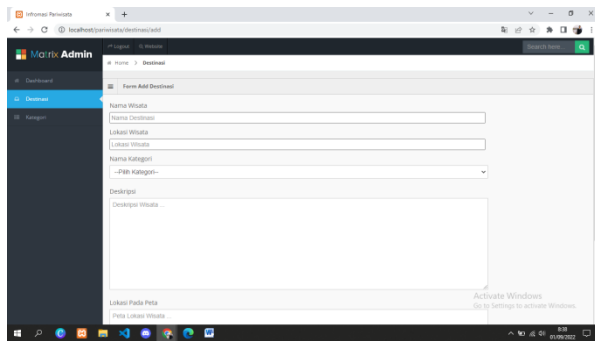 Infromasi Pariwisata
localhost/pariwisata/destinasi/add
Matrix Admin
Logout Website
Search here...
Home > Destinasi
Dashboard
Destinasi
Kategori
Form Add Destinasi
Nama Wisata
Nama Destinasi
Lokasi Wisata
Lokasi Wisata
Nama Kategori
--Pilih Kategori--
Deskripsi
Deskripsi Wisata ...
Lokasi Pada Peta
Peta Lokasi Wisata ...
Activate Windows
Go to Settings to activate Windows.
8:38
01/09/2022